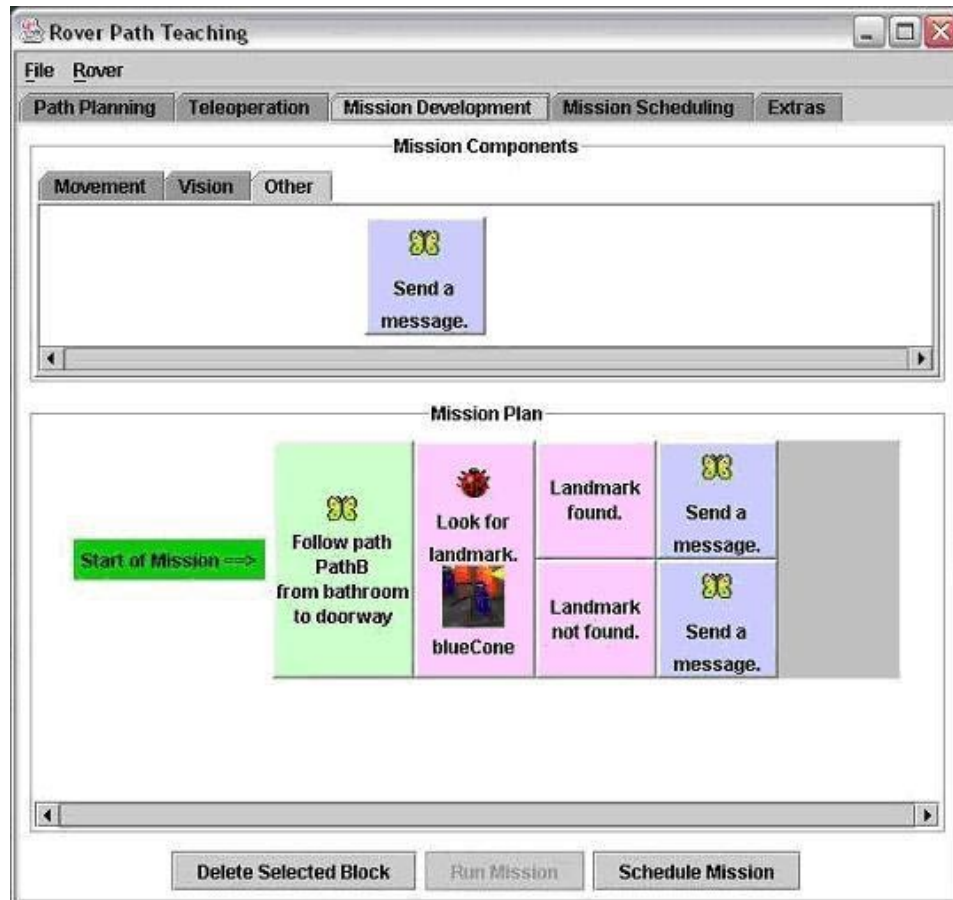 Rover Path Teaching
File Rover
Path Planning Teleoperation Mission Development Mission Scheduling Extras
Mission Components
Movement Vision Other
Send a
message.
Mission Plan
Start of Mission ==>
Follow path
PathB
from bathroom
to doorway
Look for
landmark.
blueCone
Landmark
found.
Send a
message.
Landmark
not found.
Send a
message.
Delete Selected Block Run Mission Schedule Mission